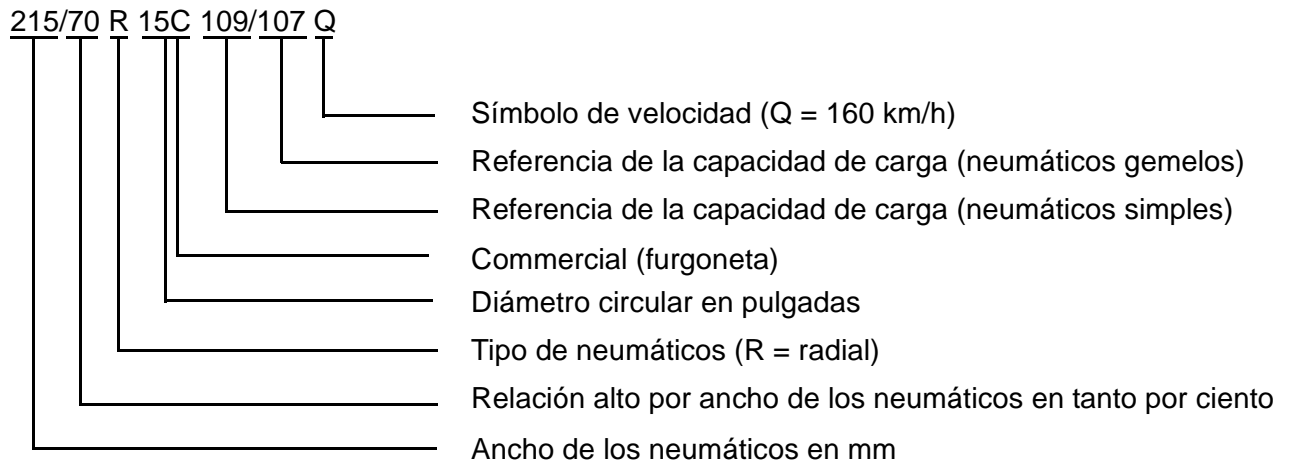 215/70 R 15C 109/107 Q
Símbolo de velocidad (Q = 160 km/h)
Referencia de la capacidad de carga (neumáticos gemelos)
Referencia de la capacidad de carga (neumáticos simples)
Commercial (furgoneta)
Diámetro circular en pulgadas
Tipo de neumáticos (R = radial)
Relación alto por ancho de los neumáticos en tanto por ciento
Ancho de los neumáticos en mm